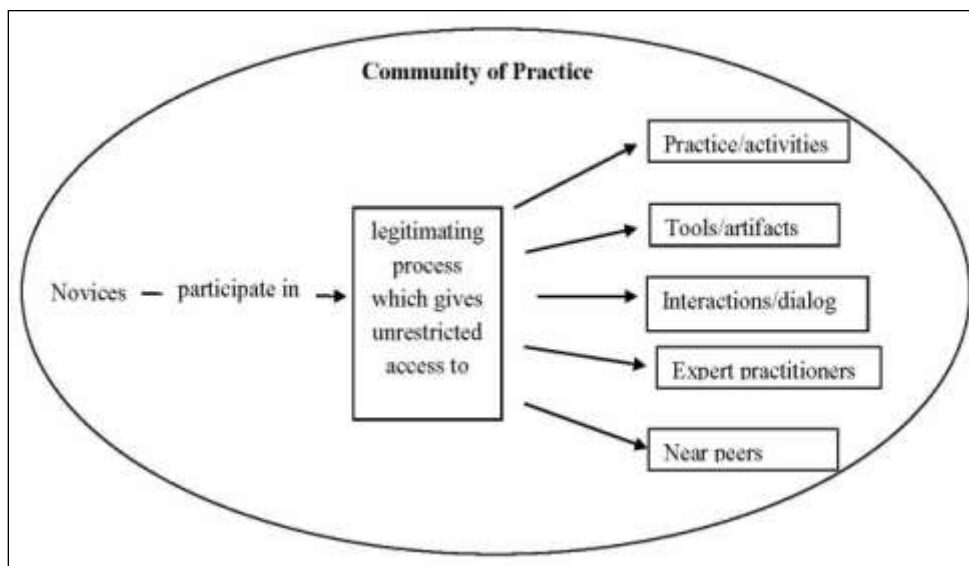 Community of Practice
Novices
participate in
legitimating
process
which gives
unrestricted
access to
Practice/activities
Tools/artifacts
Interactions/dialog
Expert practitioners
Near peers